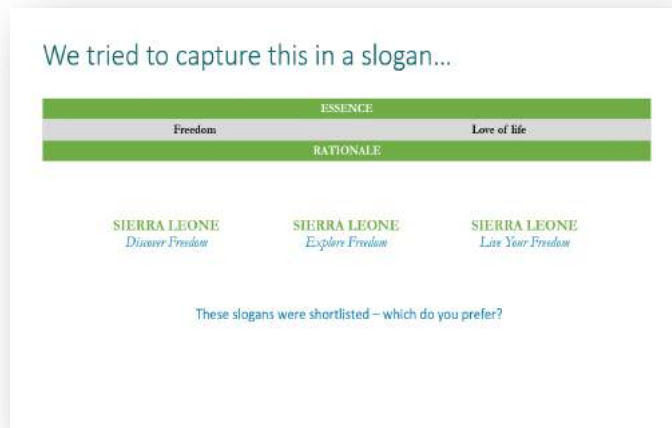 We tried to capture this in a slogan...
ESSENCE
Freedom Love of life
RATIONALE
SIERRA LEONE SIERRA LEONE SIERRA LEONE
Discover Freedom Explore Freedom Live Your Freedom
These slogans were shortlisted – which do you prefer?